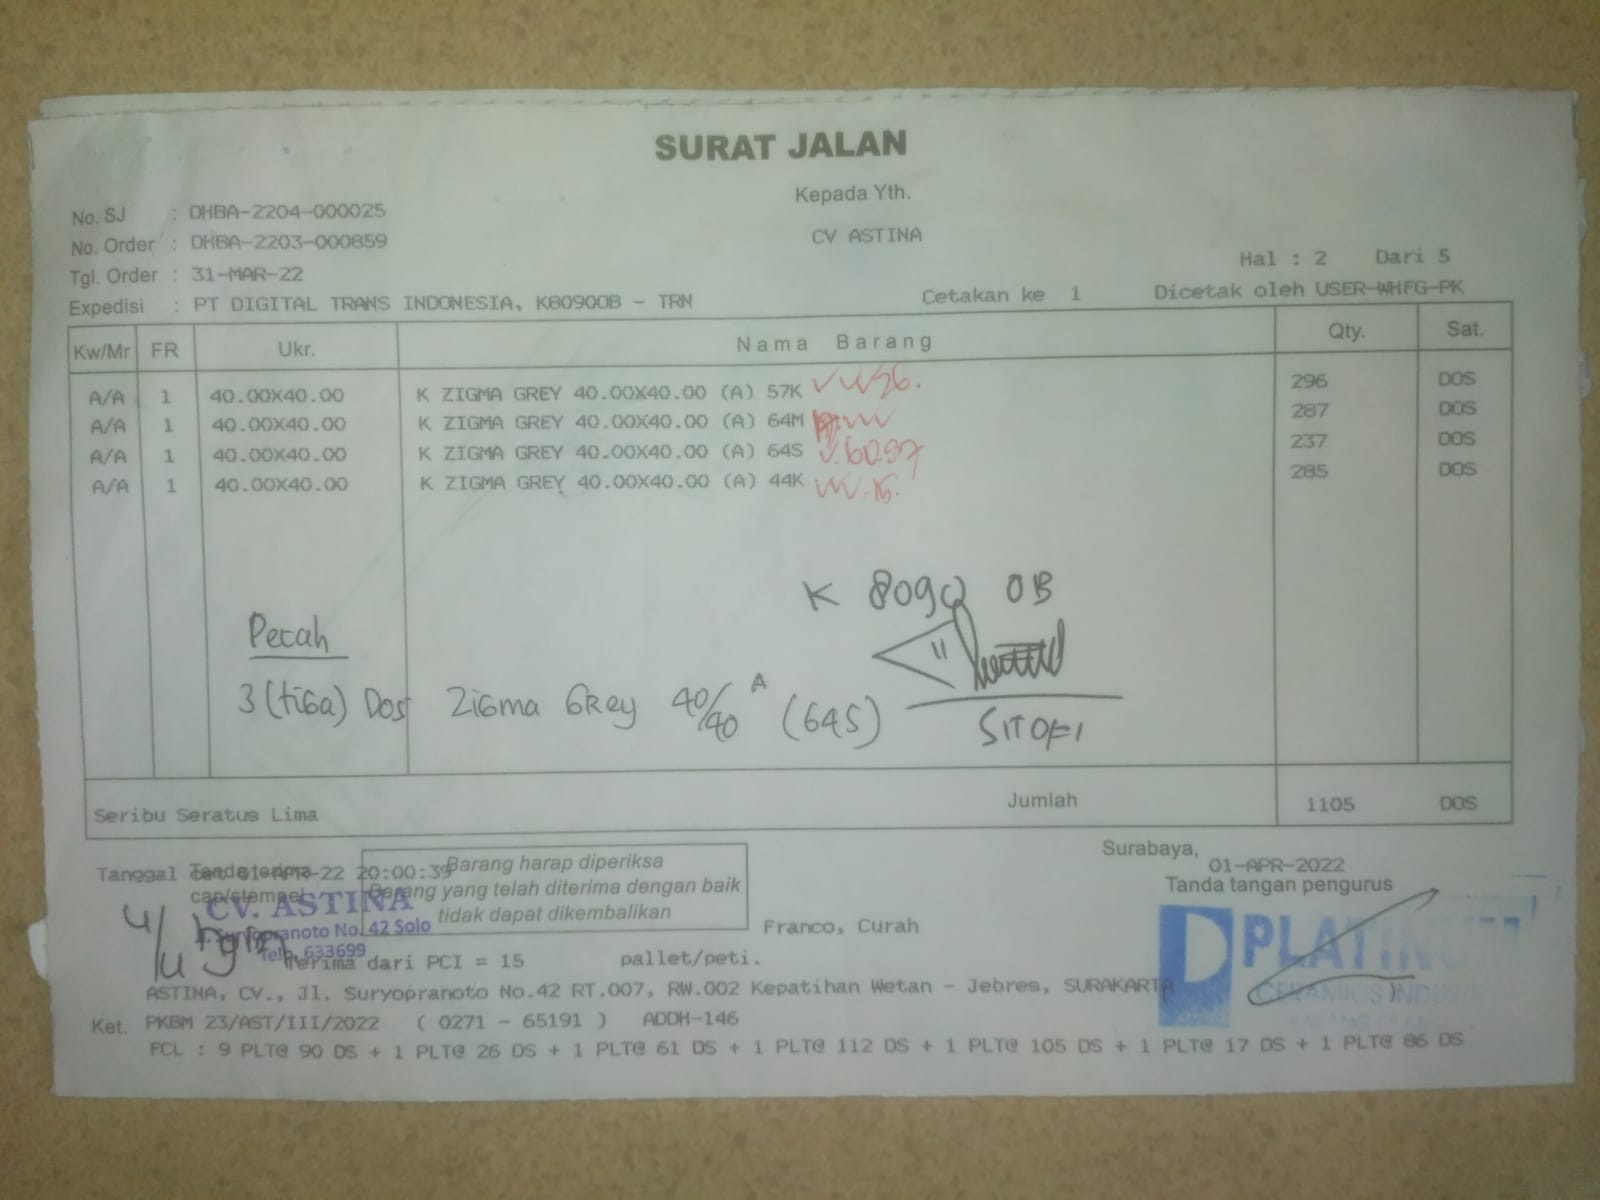 SURAT JALAN
Kepada Yth.
CV ASTINA
No. SJ : DHBA-2204-000025
No. Order : DHBA-2203-000859
Tgl. Order : 31-MAR-22
Expedisi : PT DIGITAL TRANS INDONESIA, K8090OB - TRN
Hal : 2 Dari 5
Cetakan ke 1 Dicetak oleh USER-WHFG-PK
Kw/Mr FR Ukr. Nama Barang Qty. Sat.
A/A 1 40.00X40.00 K ZIGMA GREY 40.00X40.00 (A) 57K 296 DOS
A/A 1 40.00X40.00 K ZIGMA GREY 40.00X40.00 (A) 64M 287 DOS
A/A 1 40.00X40.00 K ZIGMA GREY 40.00X40.00 (A) 64S 237 DOS
A/A 1 40.00X40.00 K ZIGMA GREY 40.00X40.00 (A) 44K 285 DOS
K 8090 OB
Pecah
3 (tiGa) Dos ZiGma GRey 40/40 A (64S)
SITOFI
Seribu Seratus Lima Jumlah 1105 DOS
Tanggal Cet 01-APR-22 20:00:39
Tanda terima
cap/stempel
Barang harap diperiksa
Barang yang telah diterima dengan baik
tidak dapat dikembalikan
CV. ASTINA
Jl. Suryopranoto No. 42 Solo
Telp. 633699
Surabaya,
01-APR-2022
Tanda tangan pengurus
PLATINUM
CERAMICS INDUSTRY
Franco, Curah
Terima dari PCI = 15 pallet/peti.
ASTINA, CV., Jl. Suryopranoto No.42 RT.007, RW.002 Kepatihan Wetan - Jebres, SURAKARTA
Ket. PKBM 23/AST/III/2022 ( 0271 - 65191 ) ADDH-146
FCL : 9 PLT@ 90 DS + 1 PLT@ 26 DS + 1 PLT@ 61 DS + 1 PLT@ 112 DS + 1 PLT@ 105 DS + 1 PLT@ 17 DS + 1 PLT@ 86 DS